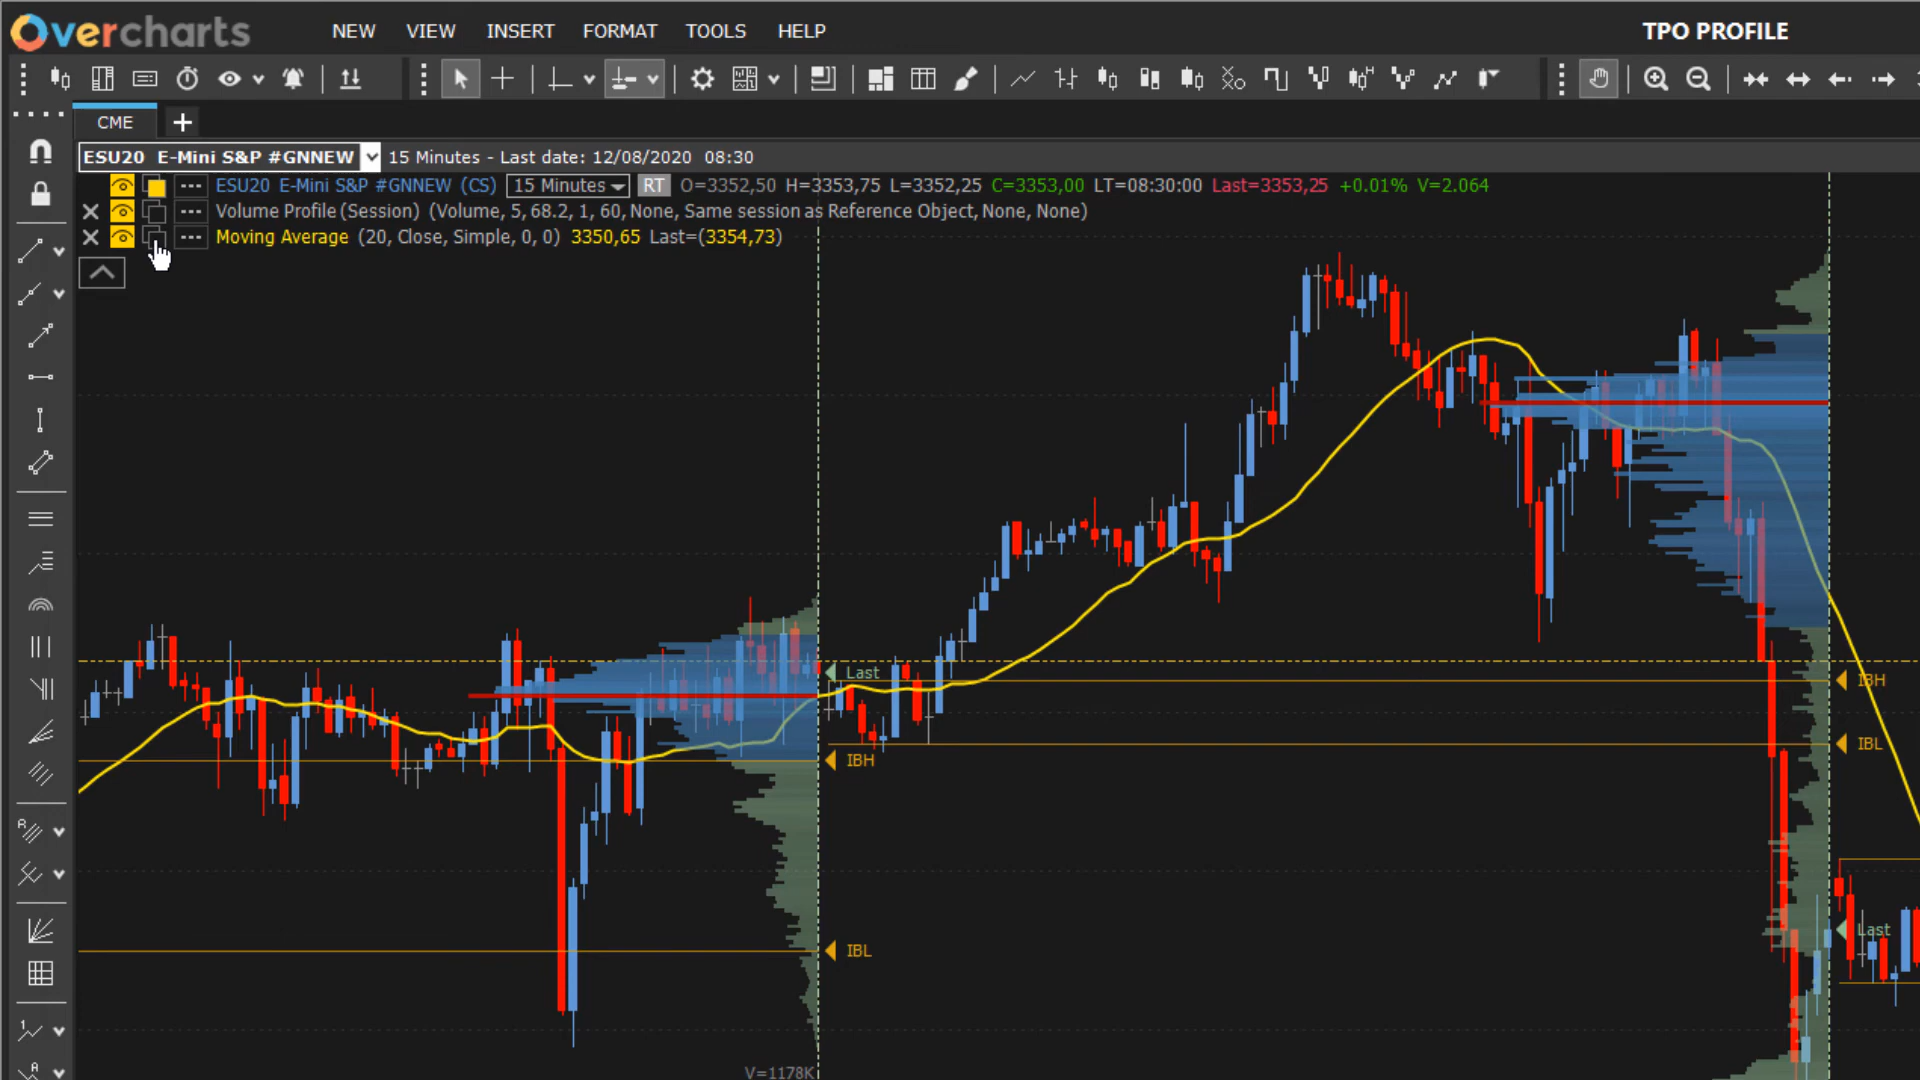 Overcharts
NEW VIEW INSERT FORMAT TOOLS HELP
TPO PROFILE
CME +
ESU20 E-Mini S&P #GNNEW 15 Minutes - Last date: 12/08/2020 08:30
ESU20 E-Mini S&P #GNNEW (CS) 15 Minutes RT O=3352,50 H=3353,75 L=3352,25 C=3353,00 LT=08:30:00 Last=3353,25 +0.01% V=2.064
Volume Profile (Session) (Volume, 5, 68.2, 1, 60, None, Same session as Reference Object, None, None)
Moving Average (20, Close, Simple, 0, 0) 3350,65 Last=(3354,73)
Last
IBH
IBL
IBH
IBL
Last
V=1178K